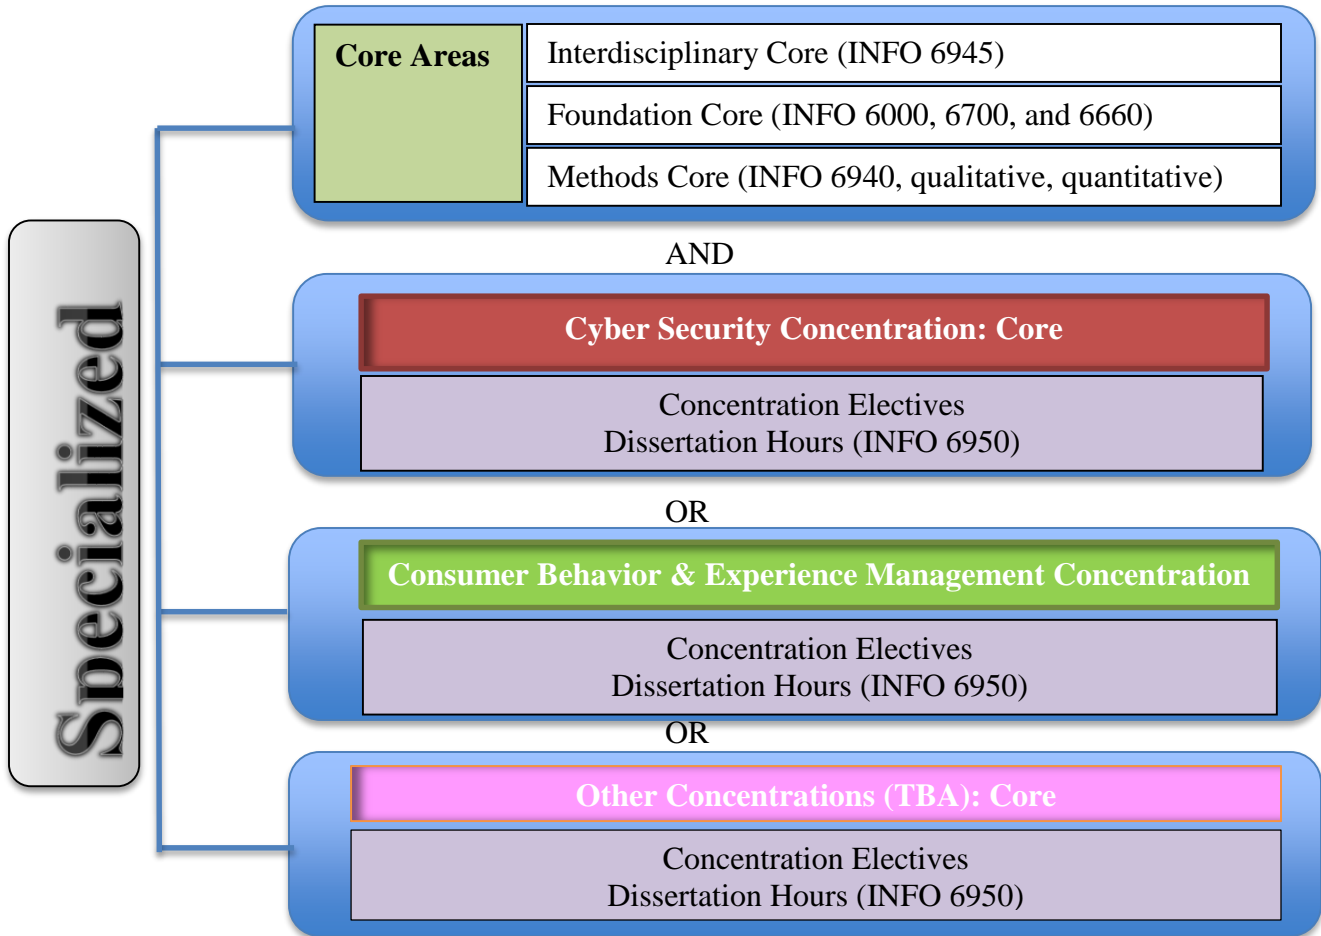 Specialized
Core Areas
Interdisciplinary Core (INFO 6945)
Foundation Core (INFO 6000, 6700, and 6660)
Methods Core (INFO 6940, qualitative, quantitative)
AND
Cyber Security Concentration: Core
Concentration Electives
Dissertation Hours (INFO 6950)
OR
Consumer Behavior & Experience Management Concentration
Concentration Electives
Dissertation Hours (INFO 6950)
OR
Other Concentrations (TBA): Core
Concentration Electives
Dissertation Hours (INFO 6950)